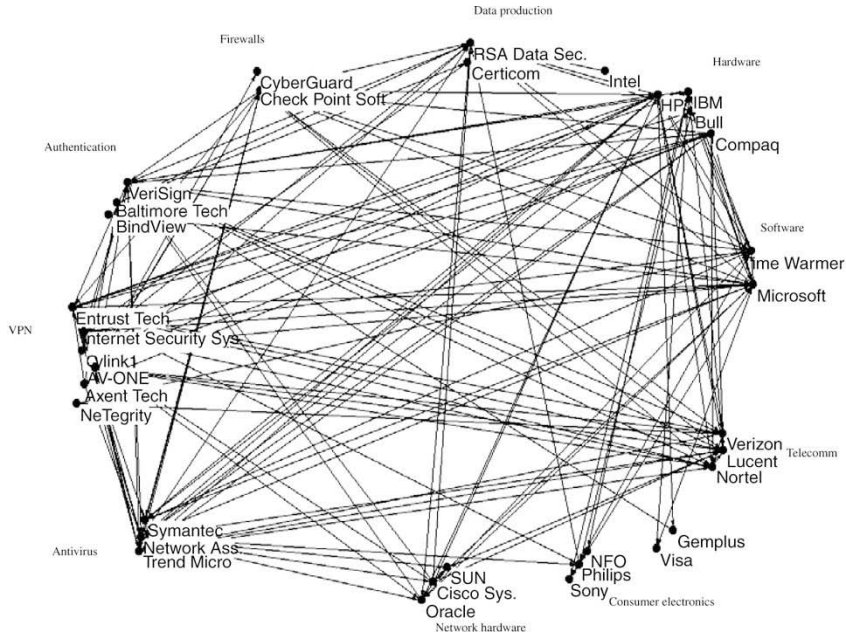 Data production
Firewalls
RSA Data Sec.
Certicom
Intel
Hardware
CyberGuard
Check Point Soft
HP
IBM
Bull
Compaq
Authentication
VeriSign
Baltimore Tech
BindView
Software
ime Warmer
Microsoft
VPN
Entrust Tech
Internet Security Sys.
Cylink1
AV-ONE
Axent Tech
NeTegrity
Verizon
Lucent
Nortel
Telecomm
Antivirus
Symantec
Network Ass.
Trend Micro
Gemplus
Visa
NFO
Philips
Sony
Consumer electronics
SUN
Cisco Sys.
Oracle
Network hardware